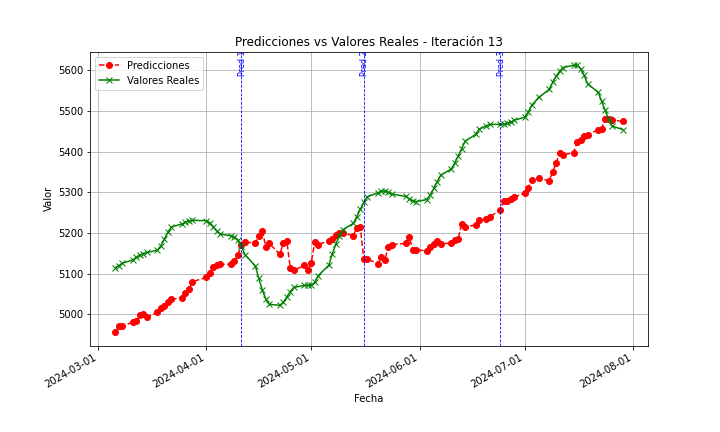 Predicciones vs Valores Reales - Iteración 13
Predicciones
Valores Reales
Pred 1
Pred 2
Pred 3
5600
5500
5400
5300
5200
5100
5000
Valor
2024-03-01
2024-04-01
2024-05-01
2024-06-01
2024-07-01
2024-08-01
Fecha